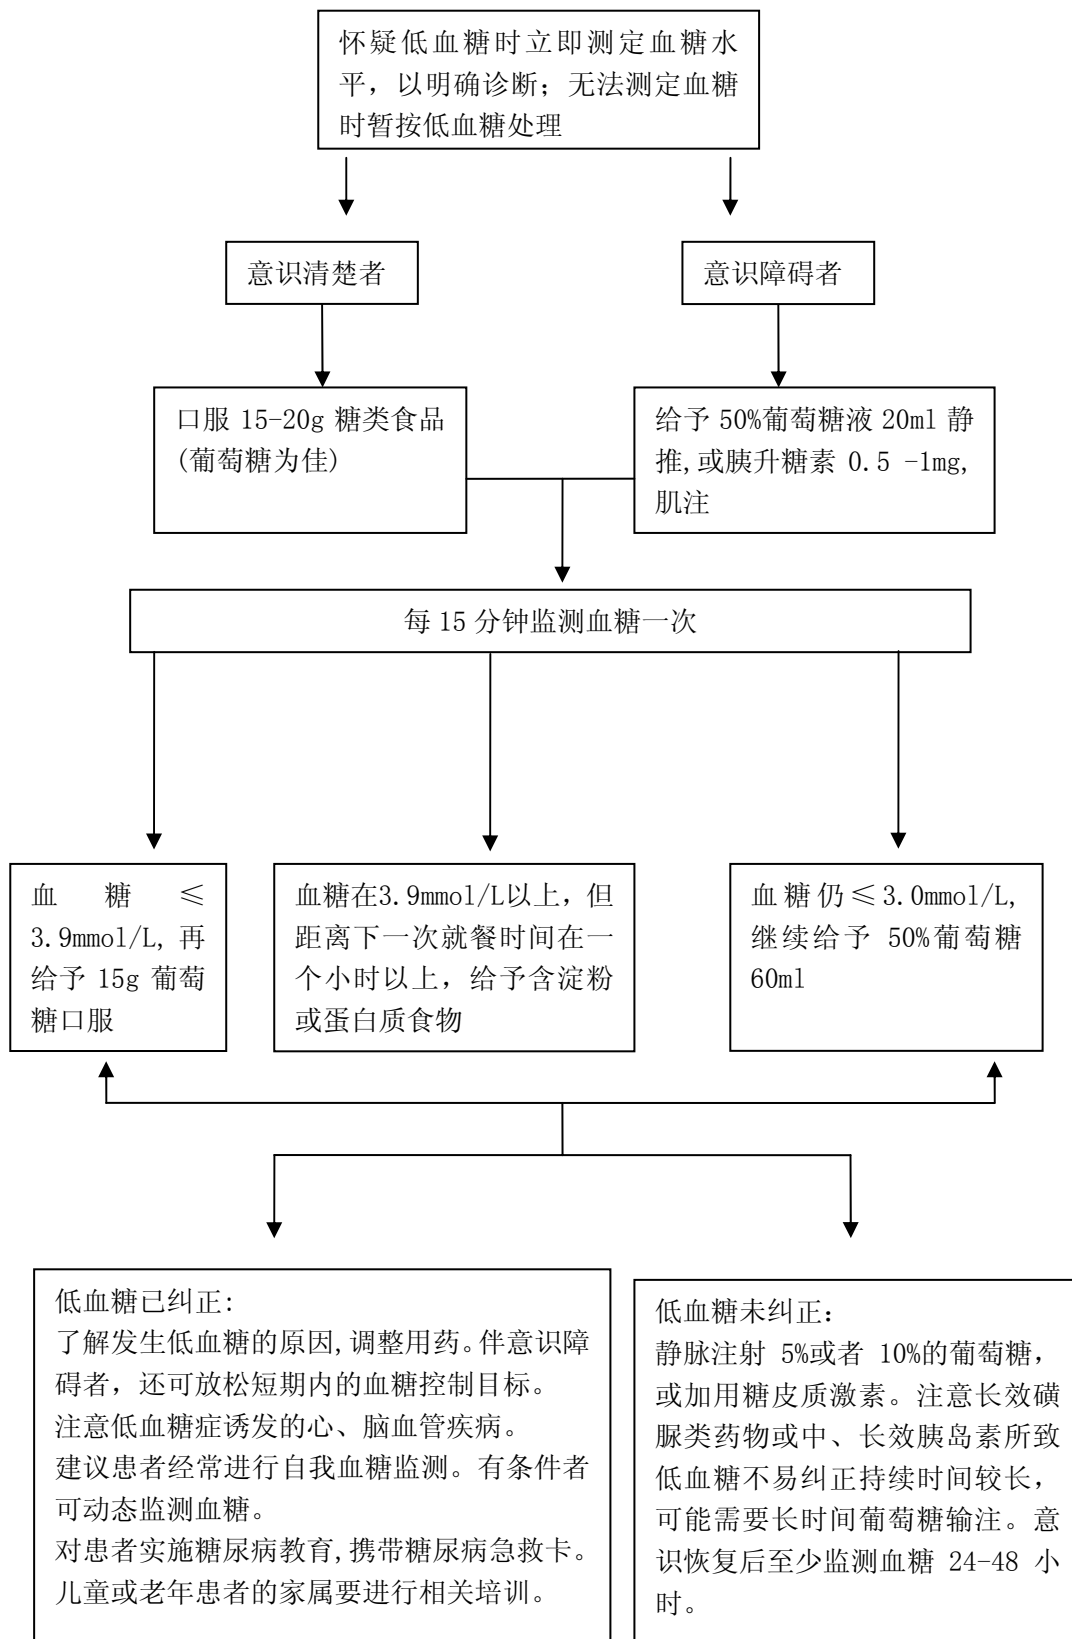 怀疑低血糖时立即测定血糖水
平，以明确诊断；无法测定血糖
时暂按低血糖处理
意识清楚者
意识障碍者
口服 15-20g 糖类食品
(葡萄糖为佳)
给予 50%葡萄糖液 20ml 静
推,或胰升糖素 0.5 -1mg,
肌注
每 15 分钟监测血糖一次
血糖≤
3.9mmol/L, 再
给予 15g 葡萄
糖口服
血糖在3.9mmol/L以上，但
距离下一次就餐时间在一
个小时以上，给予含淀粉
或蛋白质食物
血糖仍≤3.0mmol/L,
继续给予 50%葡萄糖
60ml
低血糖已纠正:
了解发生低血糖的原因,调整用药。伴意识障
碍者，还可放松短期内的血糖控制目标。
注意低血糖症诱发的心、脑血管疾病。
建议患者经常进行自我血糖监测。有条件者
可动态监测血糖。
对患者实施糖尿病教育,携带糖尿病急救卡。
儿童或老年患者的家属要进行相关培训。
低血糖未纠正：
静脉注射 5%或者 10%的葡萄糖，
或加用糖皮质激素。注意长效磺
脲类药物或中、长效胰岛素所致
低血糖不易纠正持续时间较长，
可能需要长时间葡萄糖输注。意
识恢复后至少监测血糖 24-48 小
时。